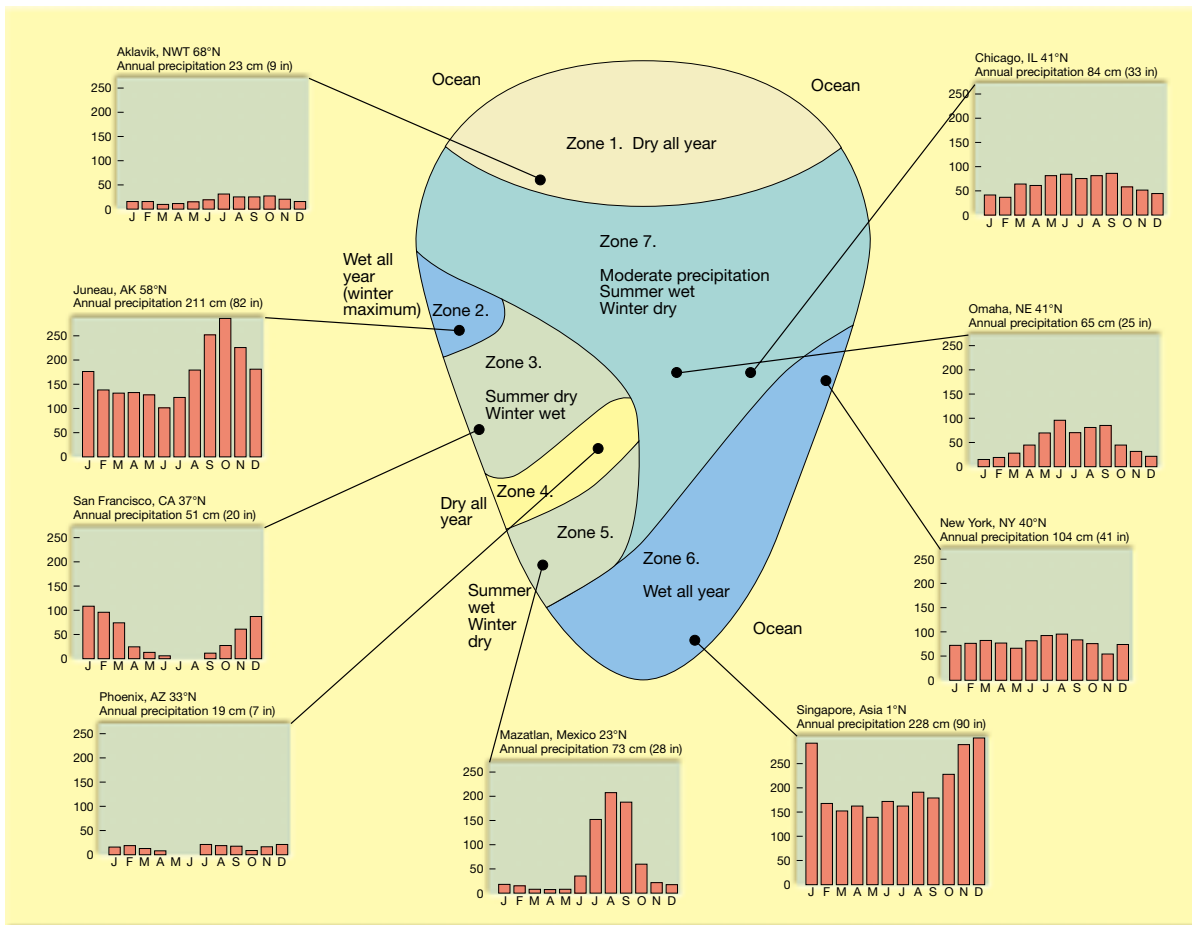 Aklavik, NWT 68°N
Annual precipitation 23 cm (9 in)
250
200
150
100
50
0
J F M A M J J A S O N D
Juneau, AK 58°N
Annual precipitation 211 cm (82 in)
250
200
150
100
50
0
J F M A M J J A S O N D
San Francisco, CA 37°N
Annual precipitation 51 cm (20 in)
250
200
150
100
50
0
J F M A M J J A S O N D
Phoenix, AZ 33°N
Annual precipitation 19 cm (7 in)
250
200
150
100
50
0
J F M A M J J A S O N D
Ocean
Ocean
Zone 1. Dry all year
Zone 7.
Moderate precipitation
Summer wet
Winter dry
Wet all
year
(winter
maximum)
Zone 2.
Zone 3.
Summer dry
Winter wet
Zone 4.
Dry all
year
Zone 5.
Summer
wet
Winter
dry
Zone 6.
Wet all year
Ocean
Mazatlan, Mexico 23°N
Annual precipitation 73 cm (28 in)
250
200
150
100
50
0
J F M A M J J A S O N D
Chicago, IL 41°N
Annual precipitation 84 cm (33 in)
250
200
150
100
50
0
J F M A M J J A S O N D
Omaha, NE 41°N
Annual precipitation 65 cm (25 in)
250
200
150
100
50
0
J F M A M J J A S O N D
New York, NY 40°N
Annual precipitation 104 cm (41 in)
250
200
150
100
50
0
J F M A M J J A S O N D
Singapore, Asia 1°N
Annual precipitation 228 cm (90 in)
250
200
150
100
50
0
J F M A M J J A S O N D